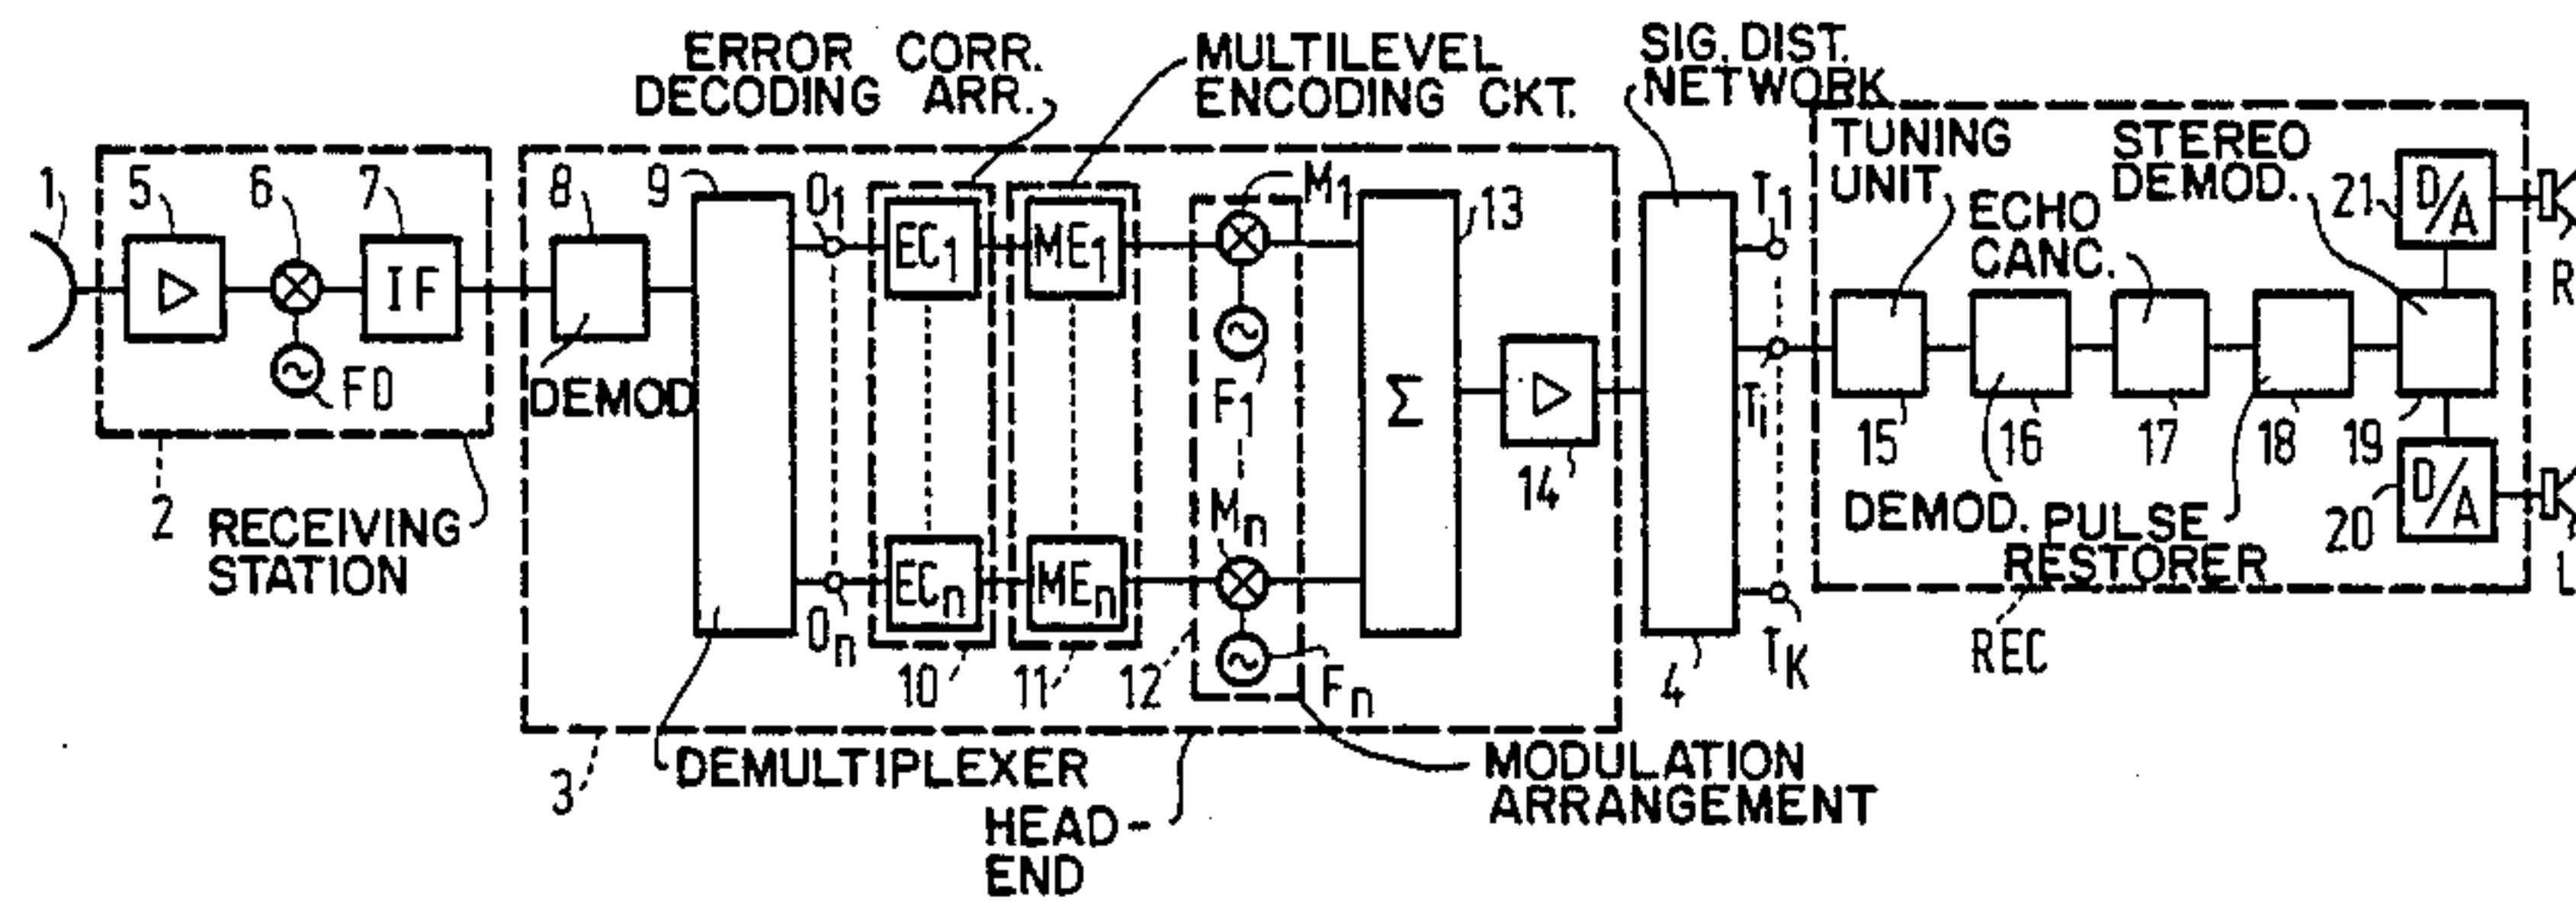 ERROR CORR.
DECODING ARR.
MULTILEVEL
ENCODING CKT.
SIG. DIST.
NETWORK
TUNING
UNIT
STEREO
DEMOD.
ECHO
CANC.
1
5
6
7
8
9
O1
EC1
ME1
M1
13
T1
21
D/A
R
IF
FO
DEMOD
F1
Σ
14
Ti
15
16
17
18
19
20
D/A
L
2
RECEIVING
STATION
On
ECn
MEn
Mn
Fn
10
11
12
4
TK
DEMOD.
PULSE
RESTORER
REC
3
DEMULTIPLEXER
HEAD-
END
MODULATION
ARRANGEMENT